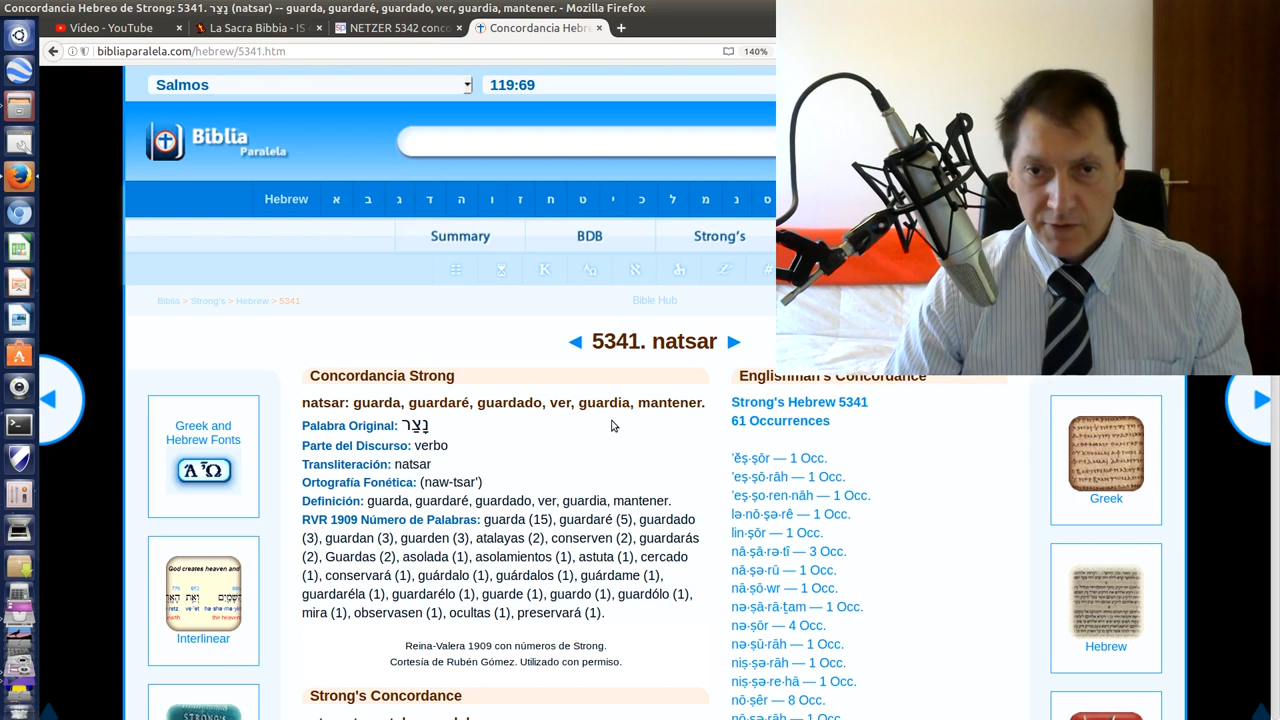 Concordancia Hebreo de Strong: 5341. נָצַר (natsar) -- guarda, guardaré, guardado, ver, guardia, mantener. - Mozilla Firefox
Video - YouTube
La Sacra Bibbia - IS
NETZER 5342 conc
Concordancia Hebre
bibliaparalela.com/hebrew/5341.htm
140%
Salmos
119:69
Biblia
Paralela
Hebrew א ב ג ד ה ו ז ח ט י כ ל מ נ ס
Summary BDB Strong's
Biblia > Strong's > Hebrew > 5341
Bible Hub
◄ 5341. natsar ►
Concordancia Strong
natsar: guarda, guardaré, guardado, ver, guardia, mantener.
Palabra Original: נָצַר
Parte del Discurso: verbo
Transliteración: natsar
Ortografía Fonética: (naw-tsar')
Definición: guarda, guardaré, guardado, ver, guardia, mantener.
RVR 1909 Número de Palabras: guarda (15), guardaré (5), guardado
(3), guardan (3), guarden (3), atalayas (2), conserven (2), guardarás
(2), Guardas (2), asolada (1), asolamientos (1), astuta (1), cercado
(1), conservará (1), guárdalo (1), guárdalos (1), guárdame (1),
guardaréla (1), guardarélo (1), guarde (1), guardo (1), guardólo (1),
mira (1), observasen (1), ocultas (1), preservará (1).
Reina-Valera 1909 con números de Strong.
Cortesía de Rubén Gómez. Utilizado con permiso.
Strong's Concordance
Englishman's Concordance
Strong's Hebrew 5341
61 Occurrences
’ĕṣ·ṣōr — 1 Occ.
’eṣ·ṣō·rāh — 1 Occ.
’eṣ·ṣo·ren·nāh — 1 Occ.
lə·nō·ṣə·rê — 1 Occ.
lin·ṣōr — 1 Occ.
nā·ṣā·rə·tî — 3 Occ.
nā·ṣə·rū — 1 Occ.
nā·ṣō·wr — 1 Occ.
nə·ṣā·rā·ṯam — 1 Occ.
nə·ṣōr — 4 Occ.
nə·ṣū·rāh — 1 Occ.
niṣ·ṣə·rāh — 1 Occ.
niṣ·ṣə·re·hā — 1 Occ.
nō·ṣêr — 8 Occ.
Greek and
Hebrew Fonts
Ἀ Ω
God creates heaven and
Interlinear
Greek
Hebrew